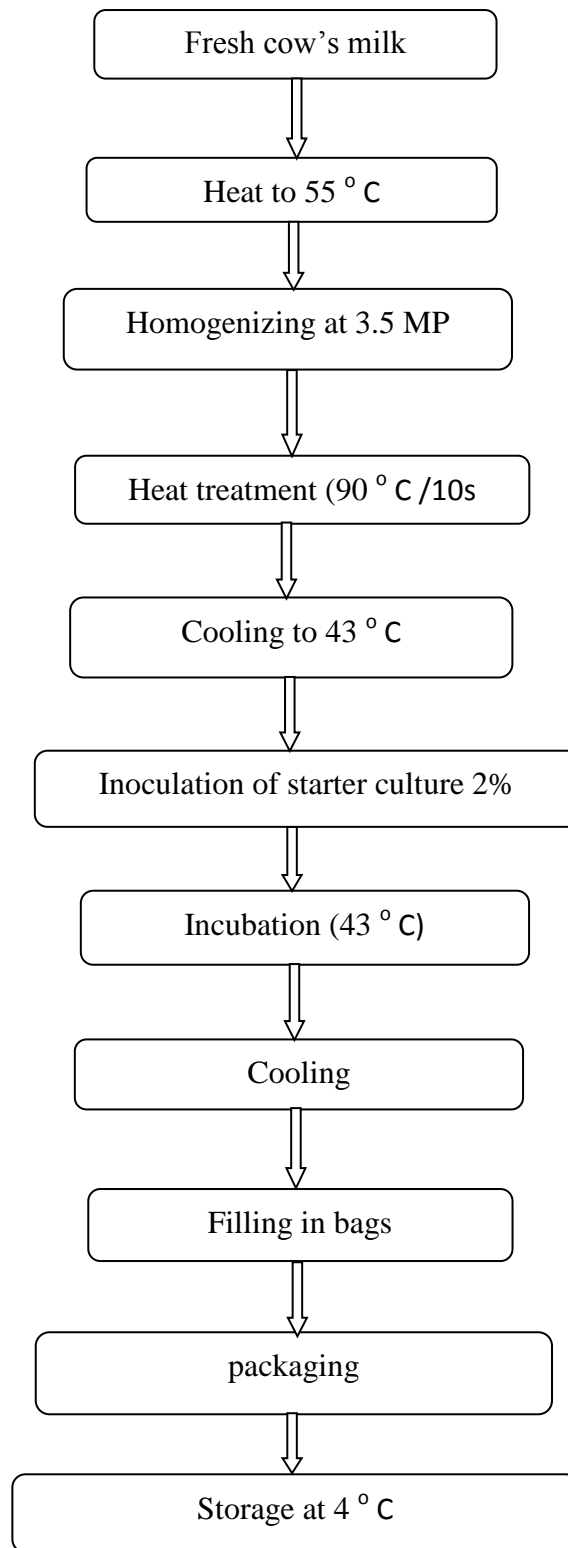 Fresh cow’s milk
Heat to 55 ° C
Homogenizing at 3.5 MP
Heat treatment (90 ° C /10s
Cooling to 43 ° C
Inoculation of starter culture 2%
Incubation (43 ° C)
Cooling
Filling in bags
packaging
Storage at 4 ° C